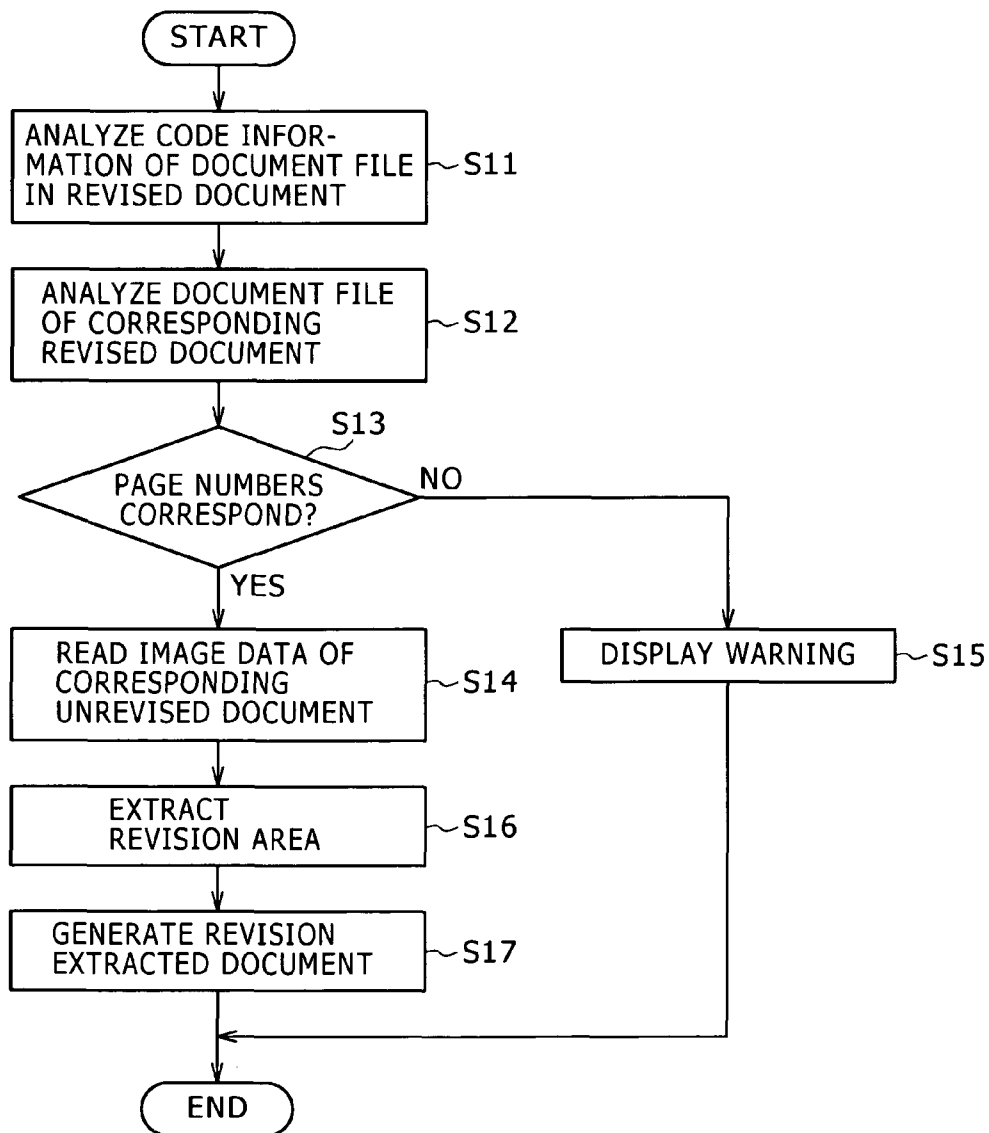 START
ANALYZE CODE INFOR-
MATION OF DOCUMENT FILE
IN REVISED DOCUMENT
S11
ANALYZE DOCUMENT FILE
OF CORRESPONDING
REVISED DOCUMENT
S12
S13
PAGE NUMBERS
CORRESPOND?
NO
YES
READ IMAGE DATA OF
CORRESPONDING
UNREVISED DOCUMENT
S14
DISPLAY WARNING
S15
EXTRACT
REVISION AREA
S16
GENERATE REVISION
EXTRACTED DOCUMENT
S17
END